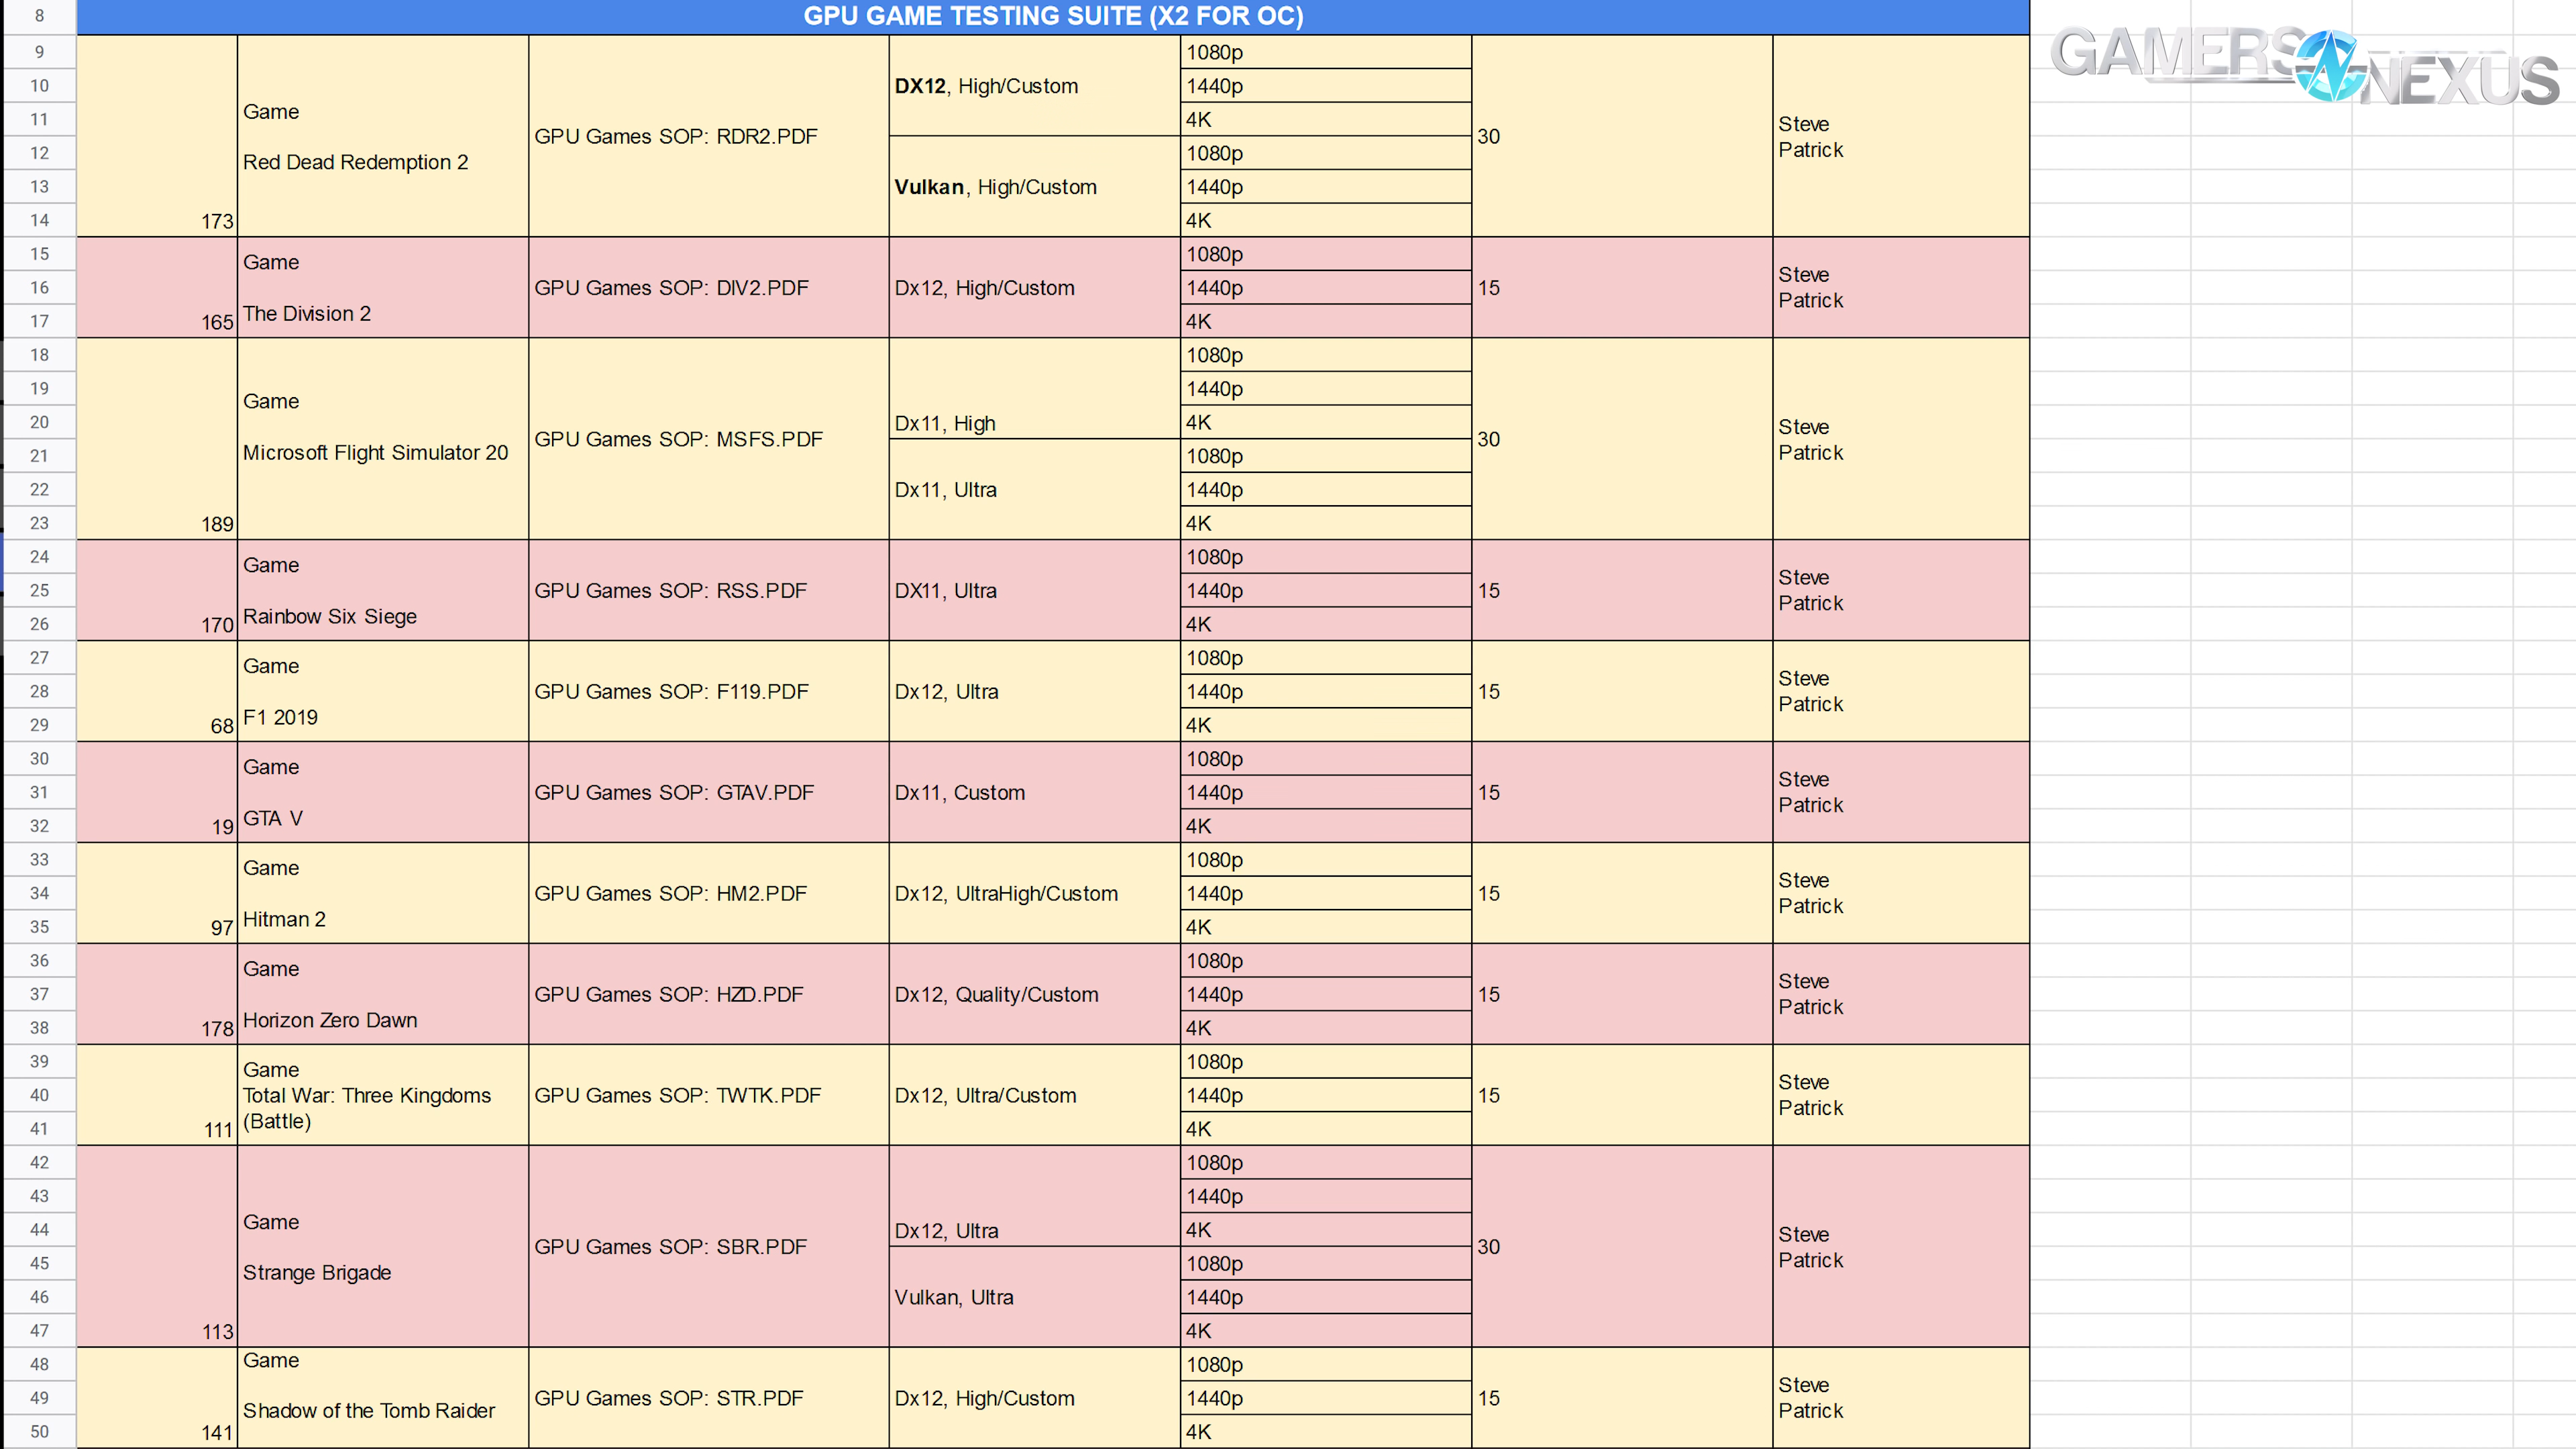 8 GPU GAME TESTING SUITE (X2 FOR OC)
GAMERS NEXUS
9 1080p
10 DX12, High/Custom 1440p
11 Game 4K
Steve
12 GPU Games SOP: RDR2.PDF 1080p 30
Patrick
Red Dead Redemption 2
13 Vulkan, High/Custom 1440p
14 173 4K
15 Game 1080p Steve
16 GPU Games SOP: DIV2.PDF Dx12, High/Custom 1440p 15
Patrick
17 165 The Division 2 4K
18 1080p
19 Game 1440p
20 Dx11, High 4K Steve
GPU Games SOP: MSFS.PDF 30
21 Microsoft Flight Simulator 20 1080p Patrick
22 Dx11, Ultra 1440p
23 189 4K
24 Game 1080p Steve
25 GPU Games SOP: RSS.PDF DX11, Ultra 1440p 15
Patrick
26 170 Rainbow Six Siege 4K
27 Game 1080p Steve
28 GPU Games SOP: F119.PDF Dx12, Ultra 1440p 15
Patrick
29 68 F1 2019 4K
30 Game 1080p Steve
31 GPU Games SOP: GTAV.PDF Dx11, Custom 1440p 15
Patrick
32 19 GTA V 4K
33 Game 1080p Steve
34 GPU Games SOP: HM2.PDF Dx12, UltraHigh/Custom 1440p 15
Patrick
35 97 Hitman 2 4K
36 Game 1080p Steve
37 GPU Games SOP: HZD.PDF Dx12, Quality/Custom 1440p 15
Patrick
38 178 Horizon Zero Dawn 4K
39 Game 1080p Steve
40 Total War: Three Kingdoms GPU Games SOP: TWTK.PDF Dx12, Ultra/Custom 1440p 15
Patrick
41 111 (Battle) 4K
42 1080p
43 1440p
44 Game Dx12, Ultra 4K Steve
GPU Games SOP: SBR.PDF 30
45 Strange Brigade 1080p Patrick
46 Vulkan, Ultra 1440p
47 113 4K
48 Game 1080p Steve
49 GPU Games SOP: STR.PDF Dx12, High/Custom 1440p 15
Shadow of the Tomb Raider Patrick
50 141 4K